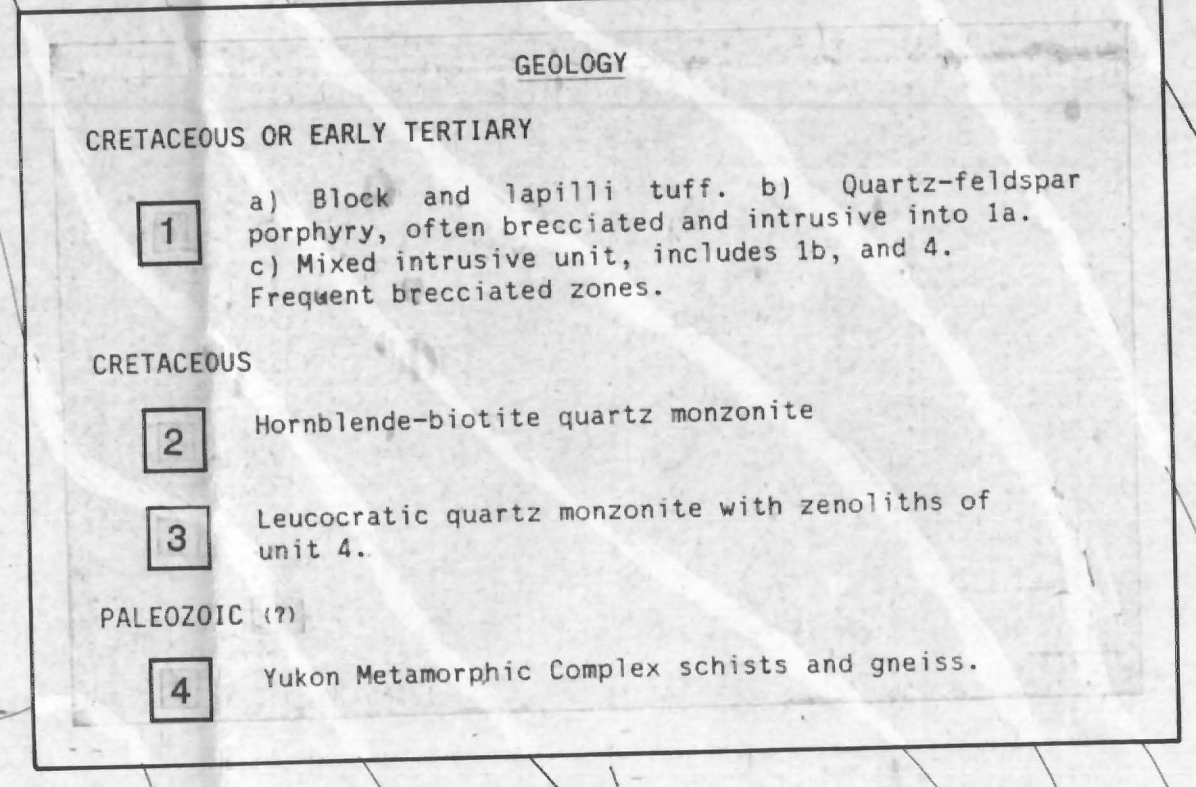 GEOLOGY
CRETACEOUS OR EARLY TERTIARY
1
a) Block and lapilli tuff. b) Quartz-feldspar
porphyry, often brecciated and intrusive into 1a.
c) Mixed intrusive unit, includes 1b, and 4.
Frequent brecciated zones.
CRETACEOUS
2
Hornblende-biotite quartz monzonite
3
Leucocratic quartz monzonite with zenoliths of
unit 4.
PALEOZOIC (?)
4
Yukon Metamorphic Complex schists and gneiss.